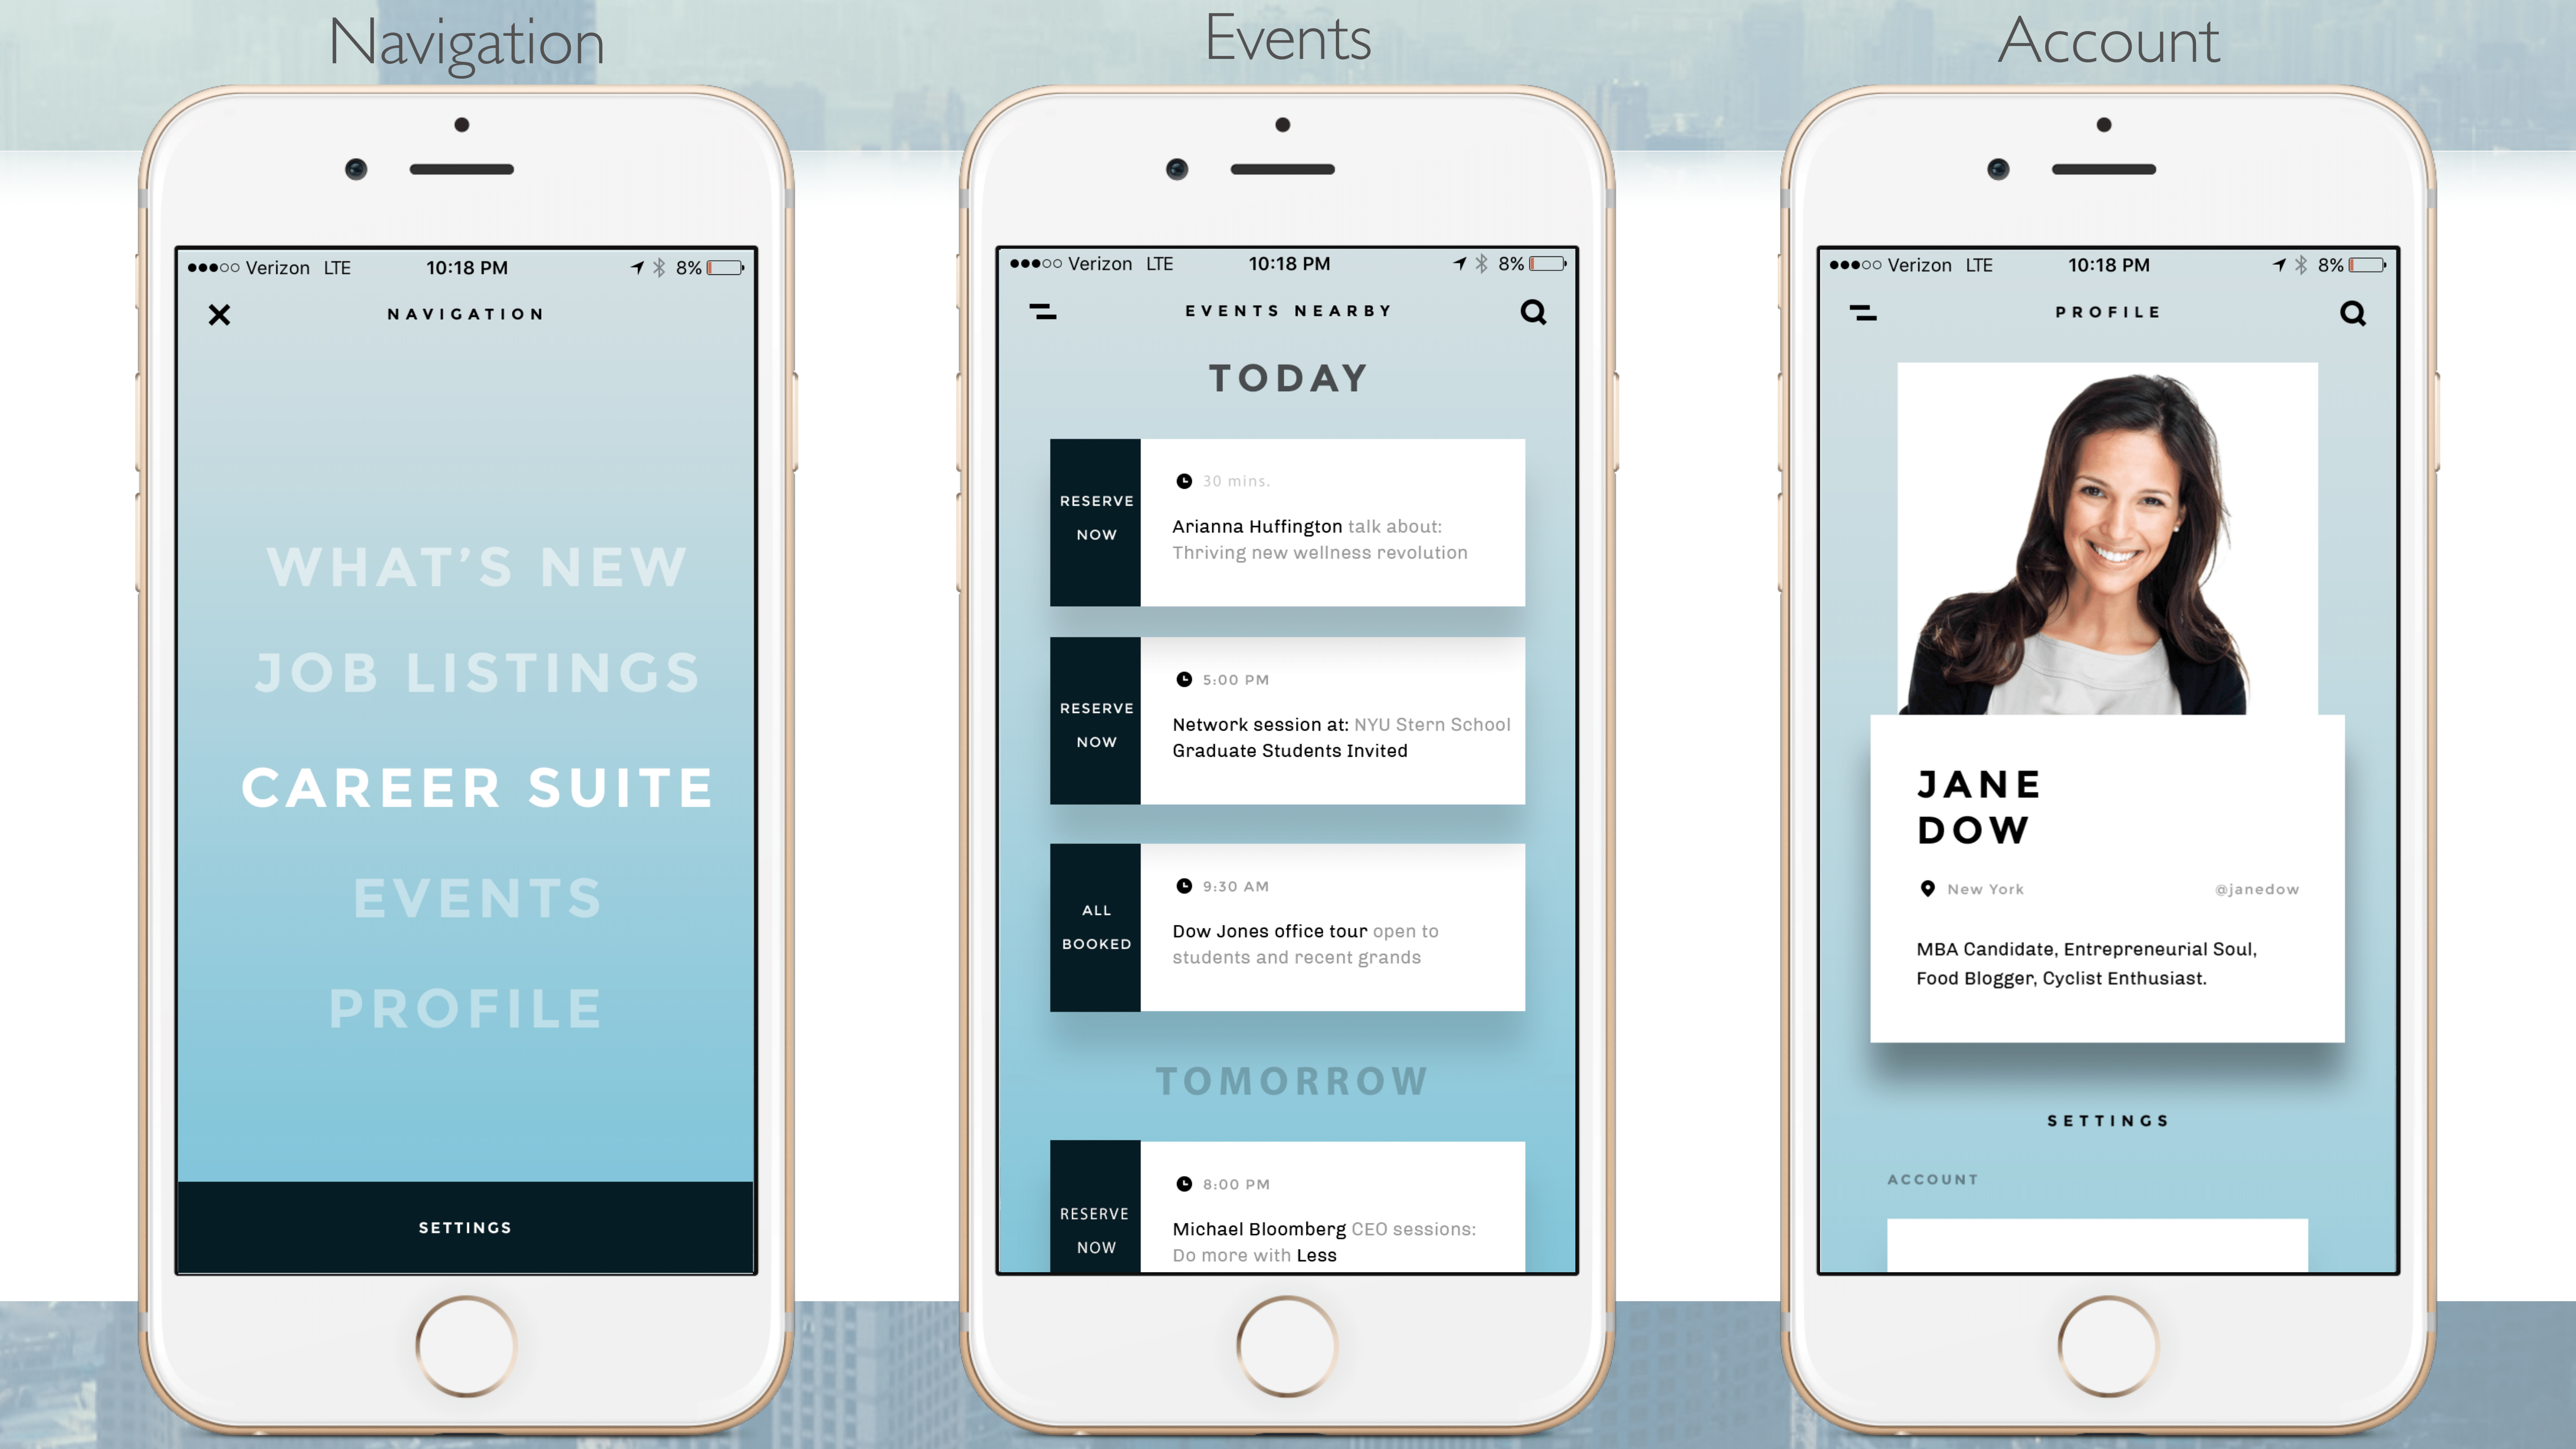 Navigation
Verizon LTE 10:18 PM 8%
NAVIGATION
WHAT'S NEW
JOB LISTINGS
CAREER SUITE
EVENTS
PROFILE
SETTINGS
Events
Verizon LTE 10:18 PM 8%
EVENTS NEARBY
TODAY
RESERVE
NOW
30 mins.
Arianna Huffington talk about:
Thriving new wellness revolution
RESERVE
NOW
5:00 PM
Network session at: NYU Stern School
Graduate Students Invited
ALL
BOOKED
9:30 AM
Dow Jones office tour open to
students and recent grands
TOMORROW
RESERVE
NOW
8:00 PM
Michael Bloomberg CEO sessions:
Do more with Less
Account
Verizon LTE 10:18 PM 8%
PROFILE
JANE
DOW
New York @janedow
MBA Candidate, Entrepreneurial Soul,
Food Blogger, Cyclist Enthusiast.
SETTINGS
ACCOUNT